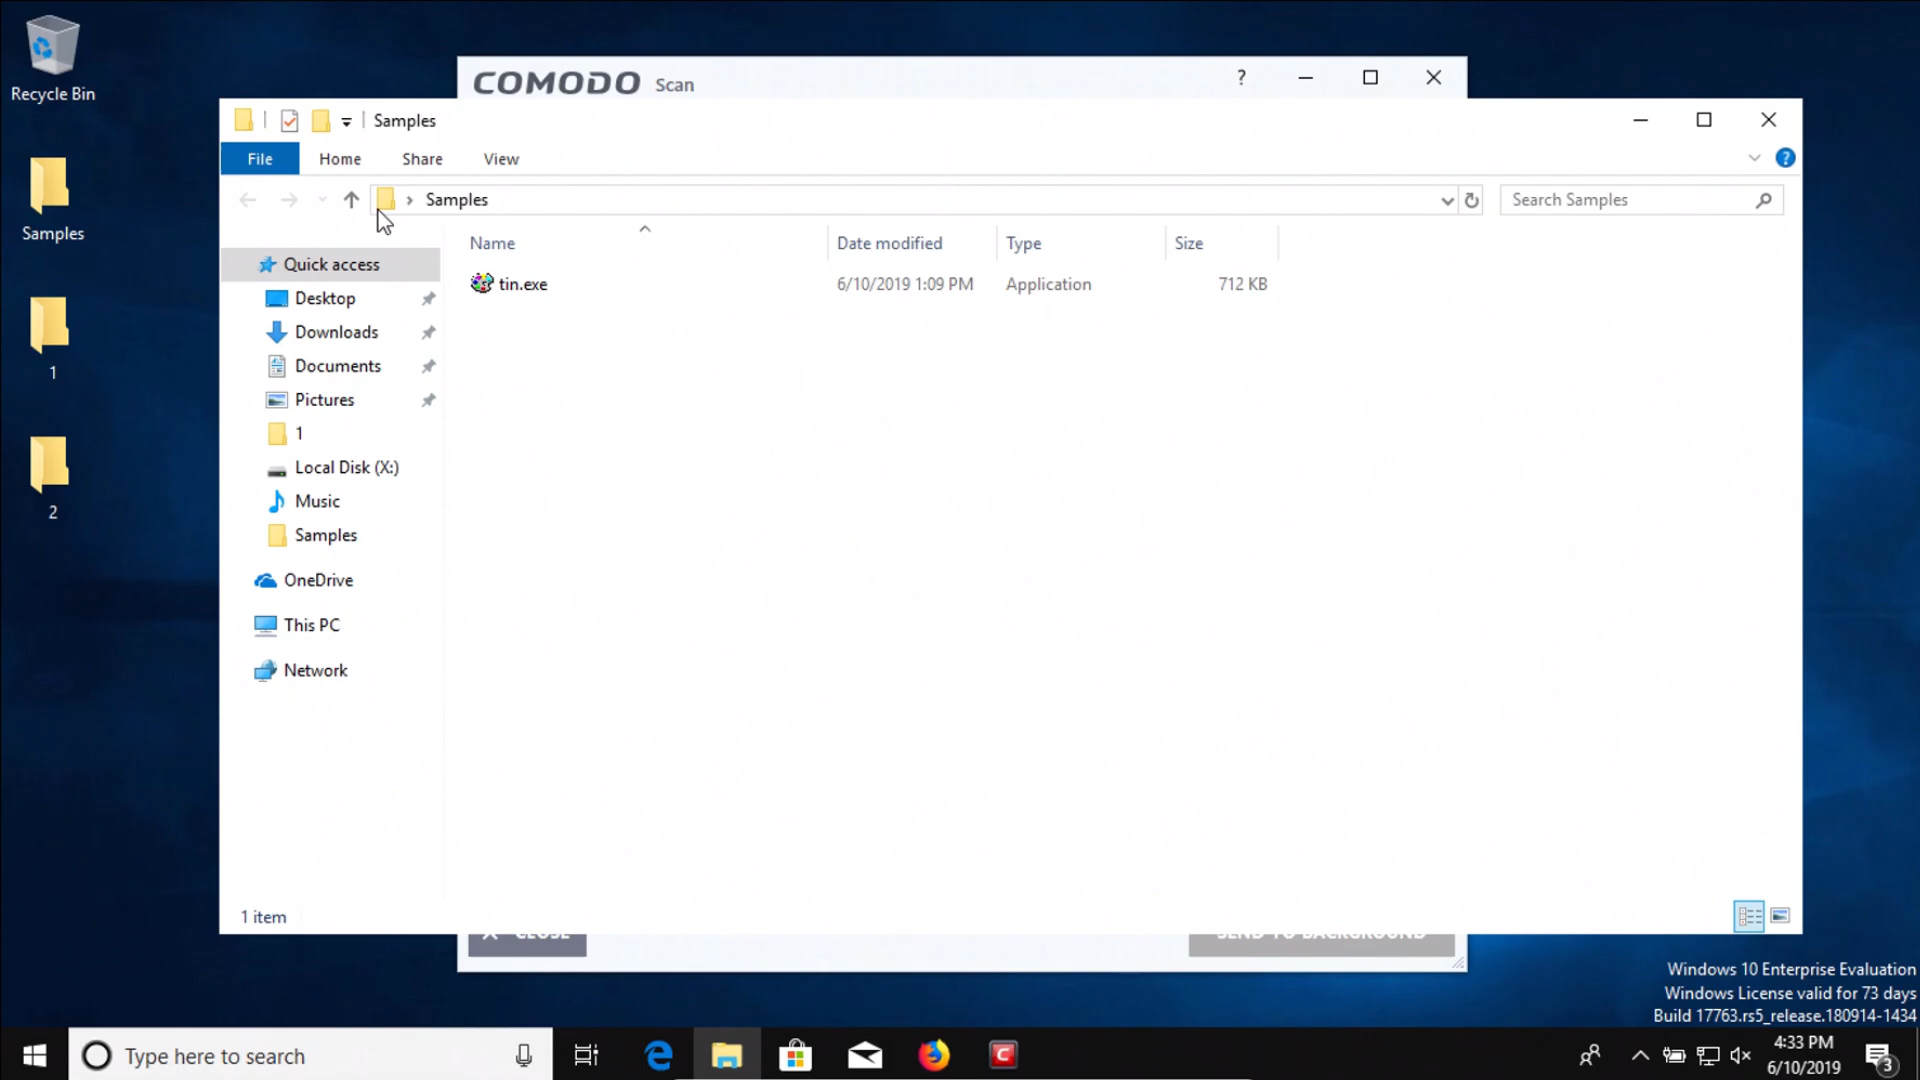 Recycle Bin
Samples
1
2
COMODO Scan
?
Samples
File Home Share View
?
Samples
Search Samples
Name Date modified Type Size
tin.exe 6/10/2019 1:09 PM Application 712 KB
Quick access
Desktop
Downloads
Documents
Pictures
1
Local Disk (X:)
Music
Samples
OneDrive
This PC
Network
1 item
CLOSE
SEND TO BACKGROUND
Windows 10 Enterprise Evaluation
Windows License valid for 73 days
Build 17763.rs5_release.180914-1434
Type here to search
4:33 PM
6/10/2019
3